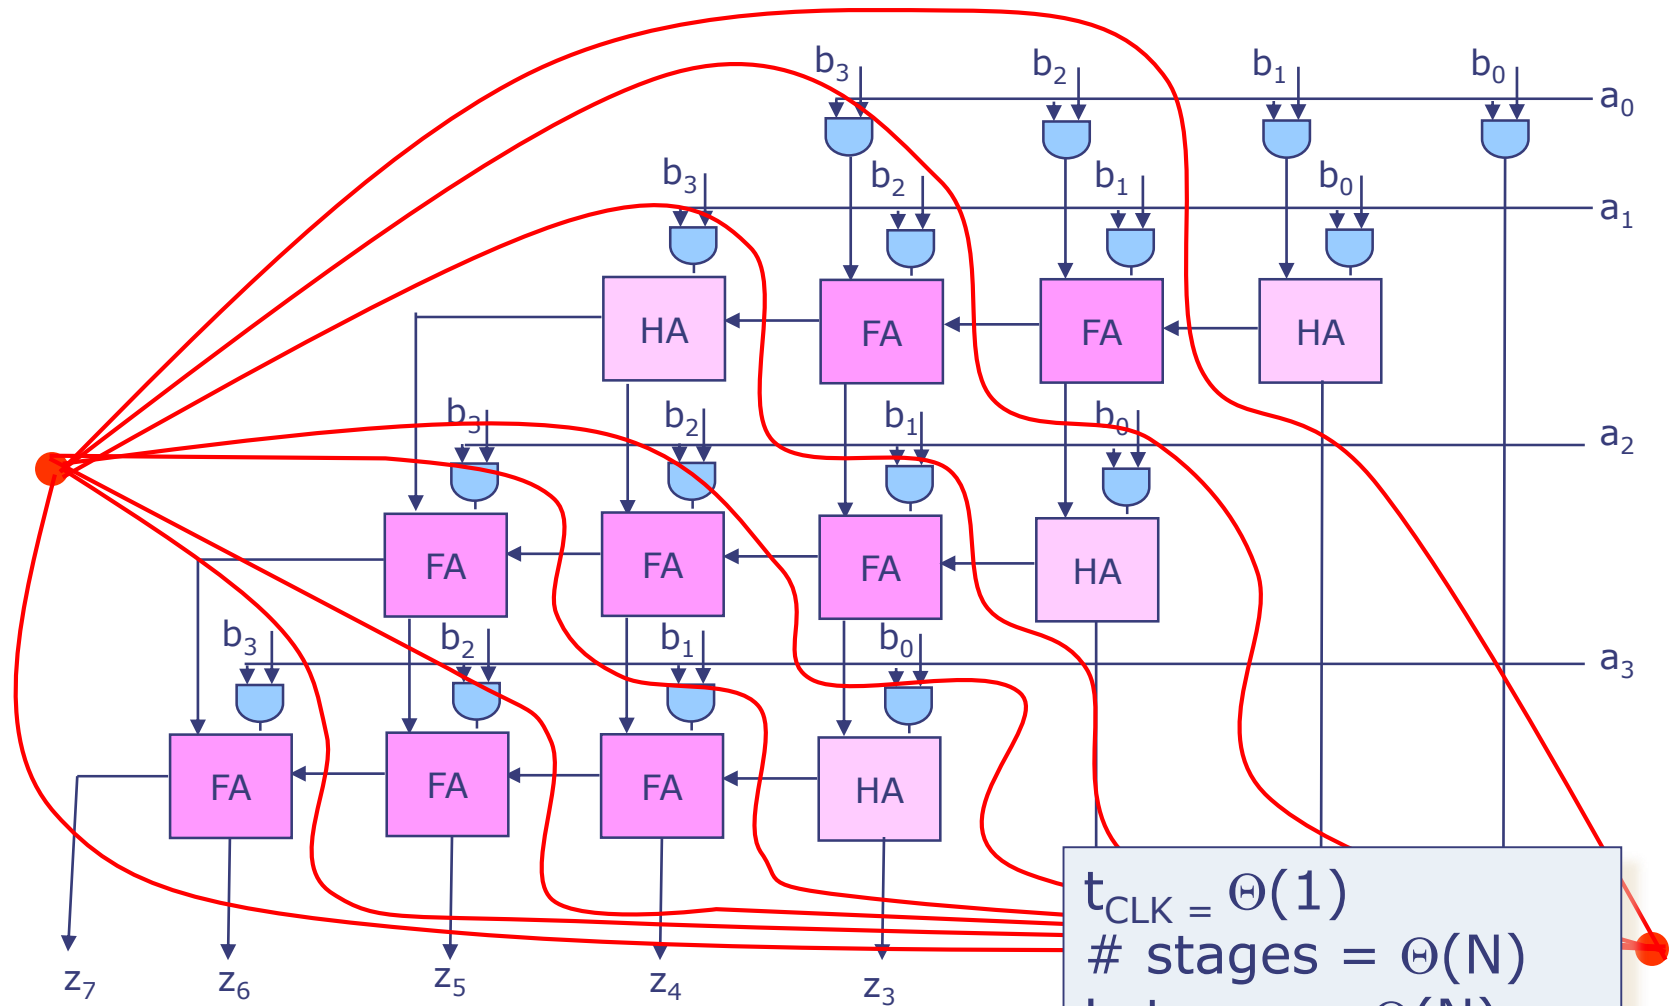 b₃ b₂ b₁ b₀
a₀
b₃ b₂ b₁ b₀
a₁
HA FA FA HA
b₃ b₂ b₁ b₀
a₂
FA FA FA HA
b₃ b₂ b₁ b₀
a₃
FA FA FA HA
t_CLK = Θ(1)
# stages = Θ(N)
Θ(N)
z₇ z₆ z₅ z₄ z₃